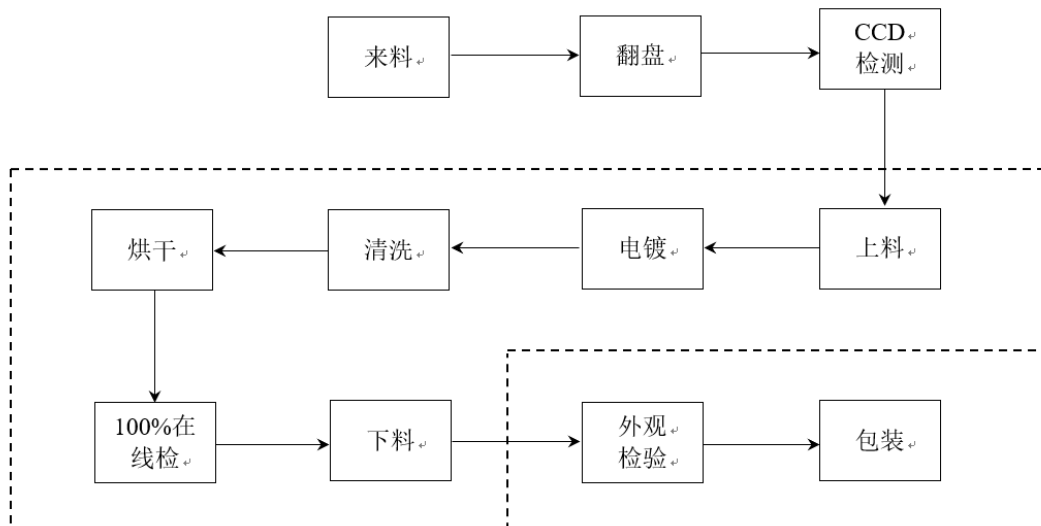 来料
翻盘
CCD
检测
烘干
清洗
电镀
上料
100%在
线检
下料
外观
检验
包装